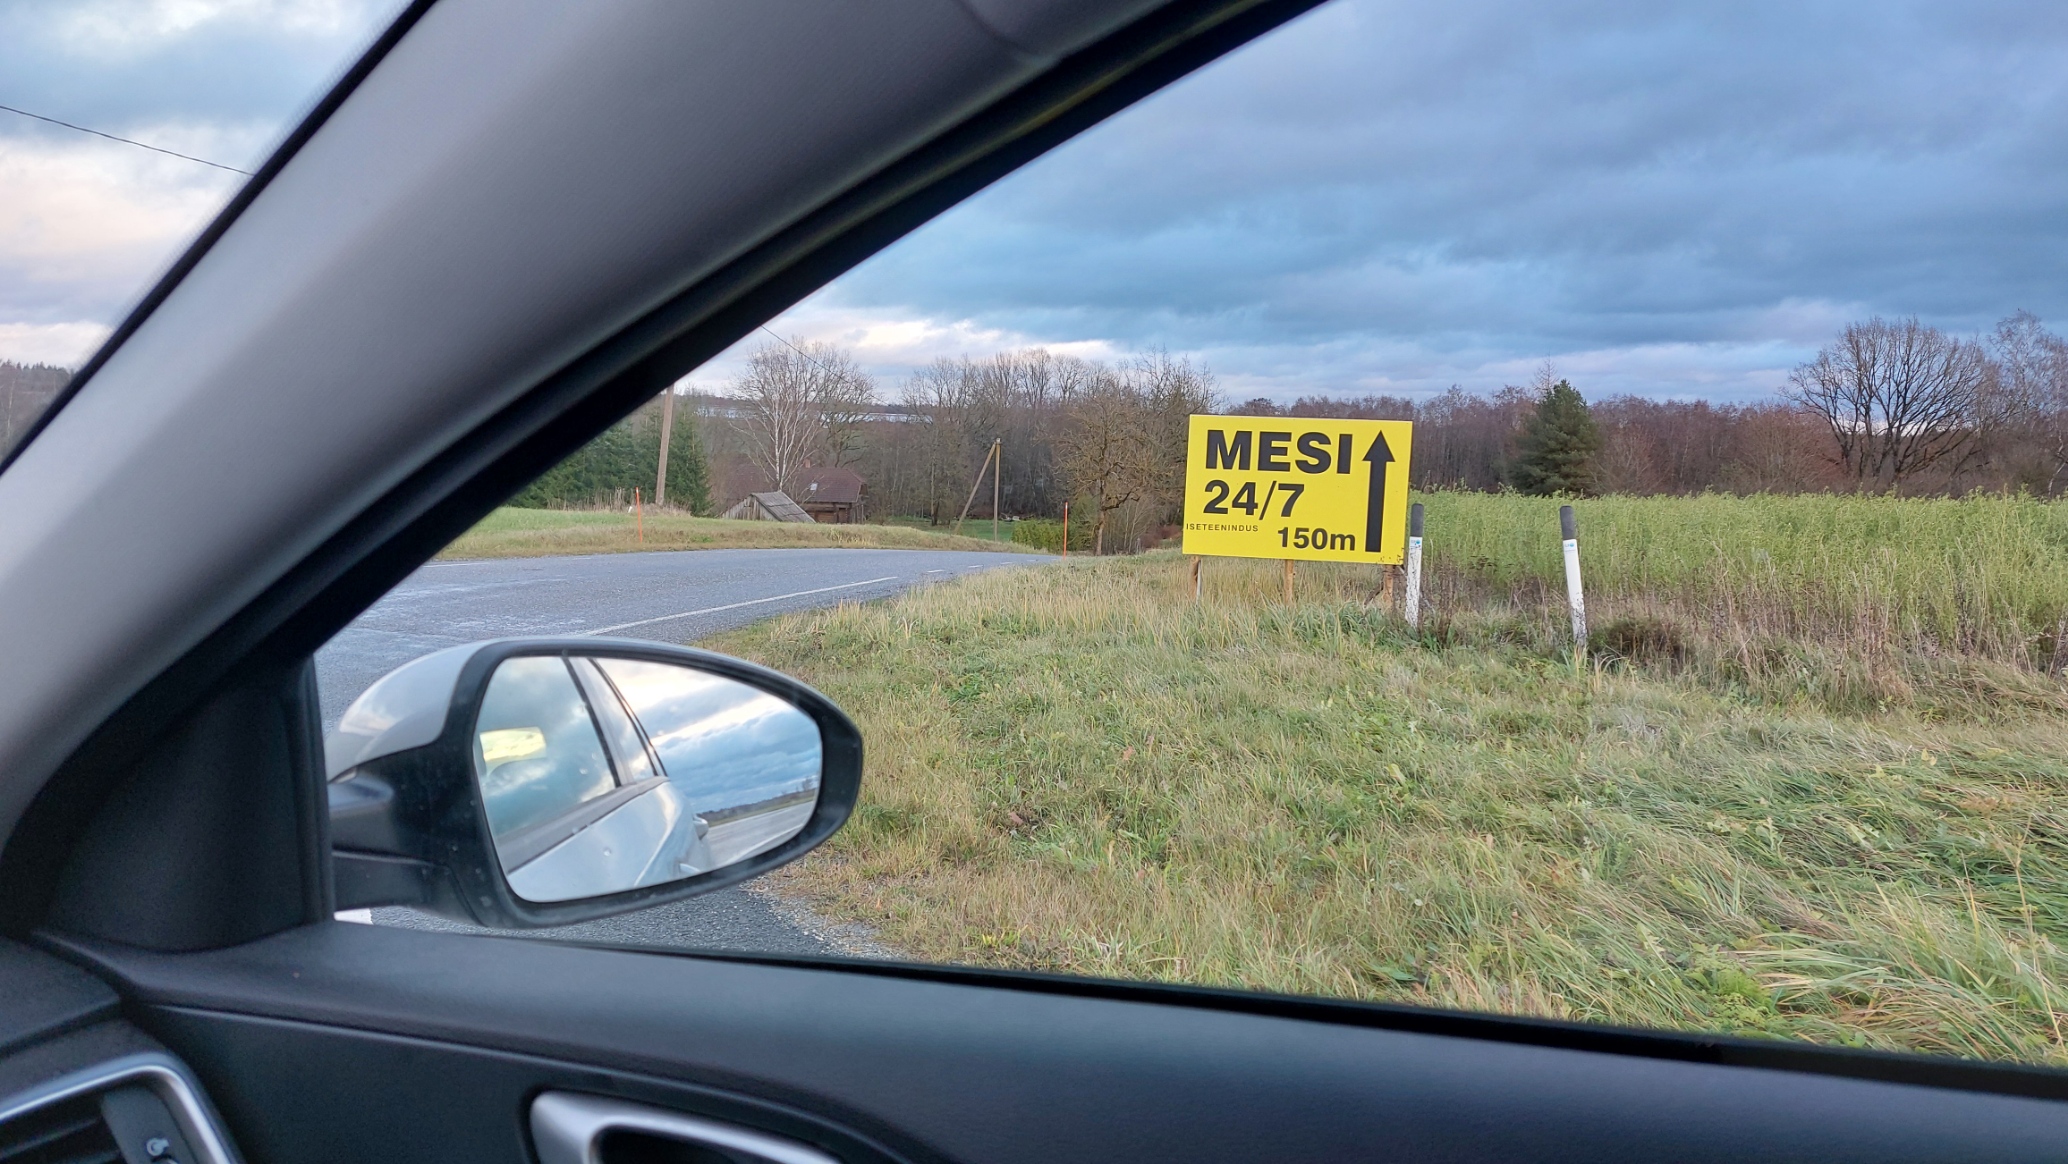 MESI
24/7
ISETEENINDUS
150m